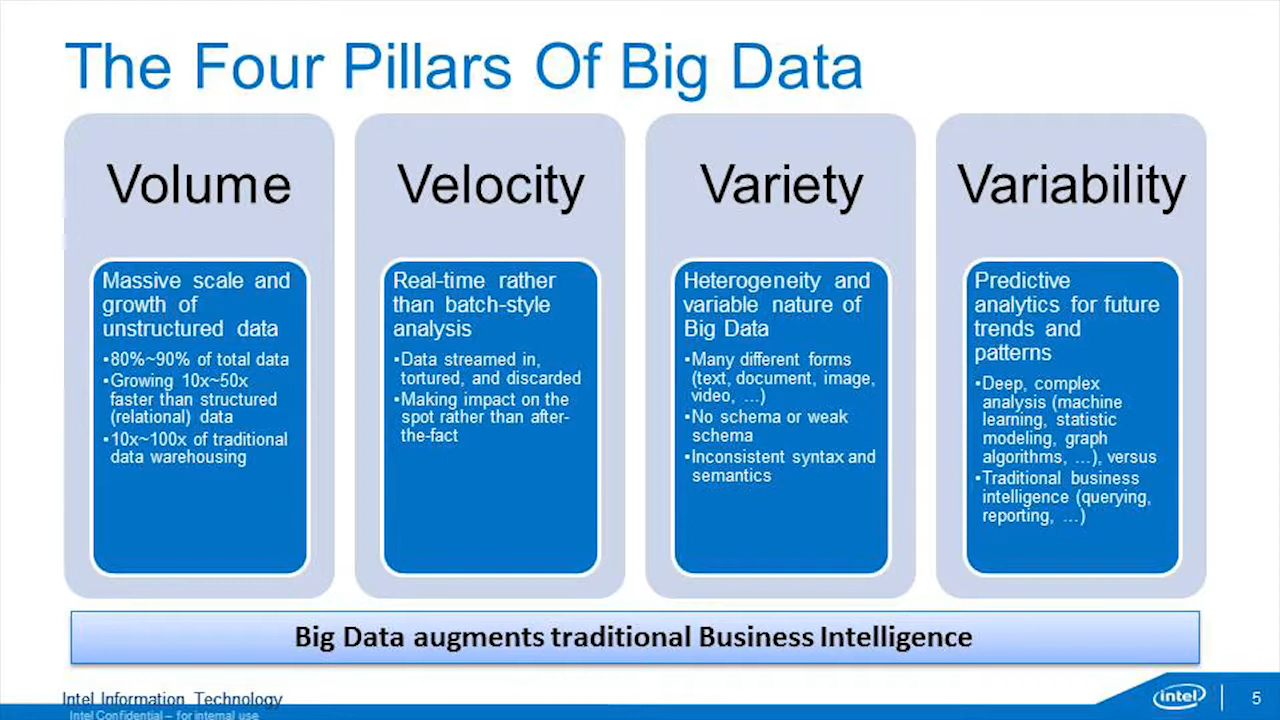 The Four Pillars Of Big Data
Volume
Massive scale and
growth of
unstructured data
▪80%~90% of total data
▪Growing 10x~50x
faster than structured
(relational) data
▪10x~100x of traditional
data warehousing
Velocity
Real-time rather
than batch-style
analysis
▪Data streamed in,
tortured, and discarded
▪Making impact on the
spot rather than after-
the-fact
Variety
Heterogeneity and
variable nature of
Big Data
▪Many different forms
(text, document, image,
video, …)
▪No schema or weak
schema
▪Inconsistent syntax and
semantics
Variability
Predictive
analytics for future
trends and
patterns
▪Deep, complex
analysis (machine
learning, statistic
modeling, graph
algorithms, …), versus
▪Traditional business
intelligence (querying,
reporting, …)
Big Data augments traditional Business Intelligence
Intel Information Technology
Intel Confidential – for internal use
intel
5